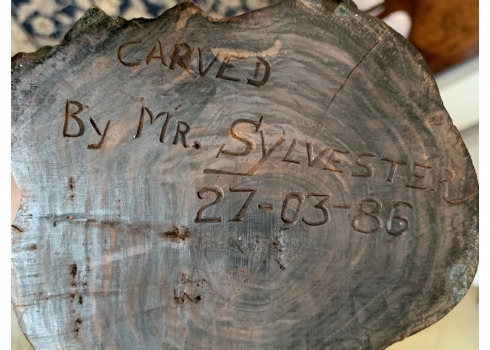 CARVED
By MR. SYLVESTER
27-03-86